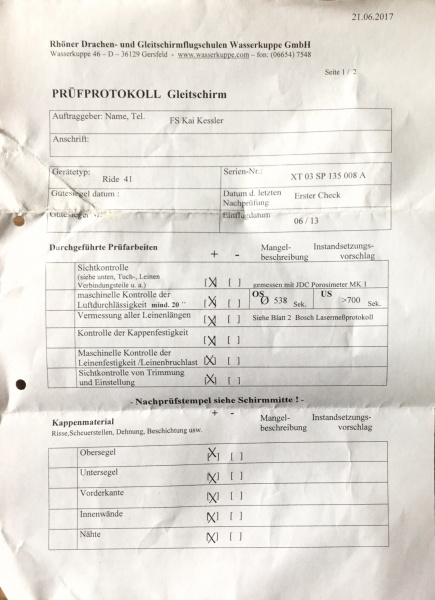 21.06.2017
Rhöner Drachen- und Gleitschirmflugschulen Wasserkuppe GmbH
Wasserkuppe 46 – D – 36129 Gersfeld - www.wasserkuppe.com – fon: (06654) 7548
Seite 1 / 2
PRÜFPROTOKOLL Gleitschirm
Auftraggeber: Name, Tel. FS Kai Kessler
Anschrift:
Gerätetyp: Ride 41 Serien-Nr.: XT 03 SP 135 008 A
Gütesiegel datum : Datum d. letzten Nachprüfung Erster Check
Einflugdatum 06 / 13
Durchgeführte Prüfarbeiten + - Mangel-beschreibung Instandsetzungs-vorschlag
Sichtkontrolle
(siehe unten, Tuch-, Leinen
Verbindungsteile u. a.) [X] [ ] gemessen mit JDC Porosimeter MK 1
maschinelle Kontrolle der
Luftdurchlässigkeit mind. 20 " [X] [ ] OS Ø 538 Sek. US >700 Sek.
Vermessung aller Leinenlängen [X] [ ] Siehe Blatt 2 Bosch Lasermeßprotokoll
Kontrolle der Kappenfestigkeit [X] [ ]
Maschinelle Kontrolle der
Leinenfestigkeit /Leinenbruchlast [X] [ ]
Sichtkontrolle von Trimmung
und Einstellung [X] [ ]
- Nachprüfstempel siehe Schirmmitte ! -
Kappenmaterial + - Mangel-beschreibung Instandsetzungs-vorschlag
Risse,Scheuerstellen, Dehnung, Beschichtung usw.
Obersegel [X] [ ]
Untersegel [X] [ ]
Vorderkante [X] [ ]
Innenwände [X] [ ]
Nähte [X] [ ]